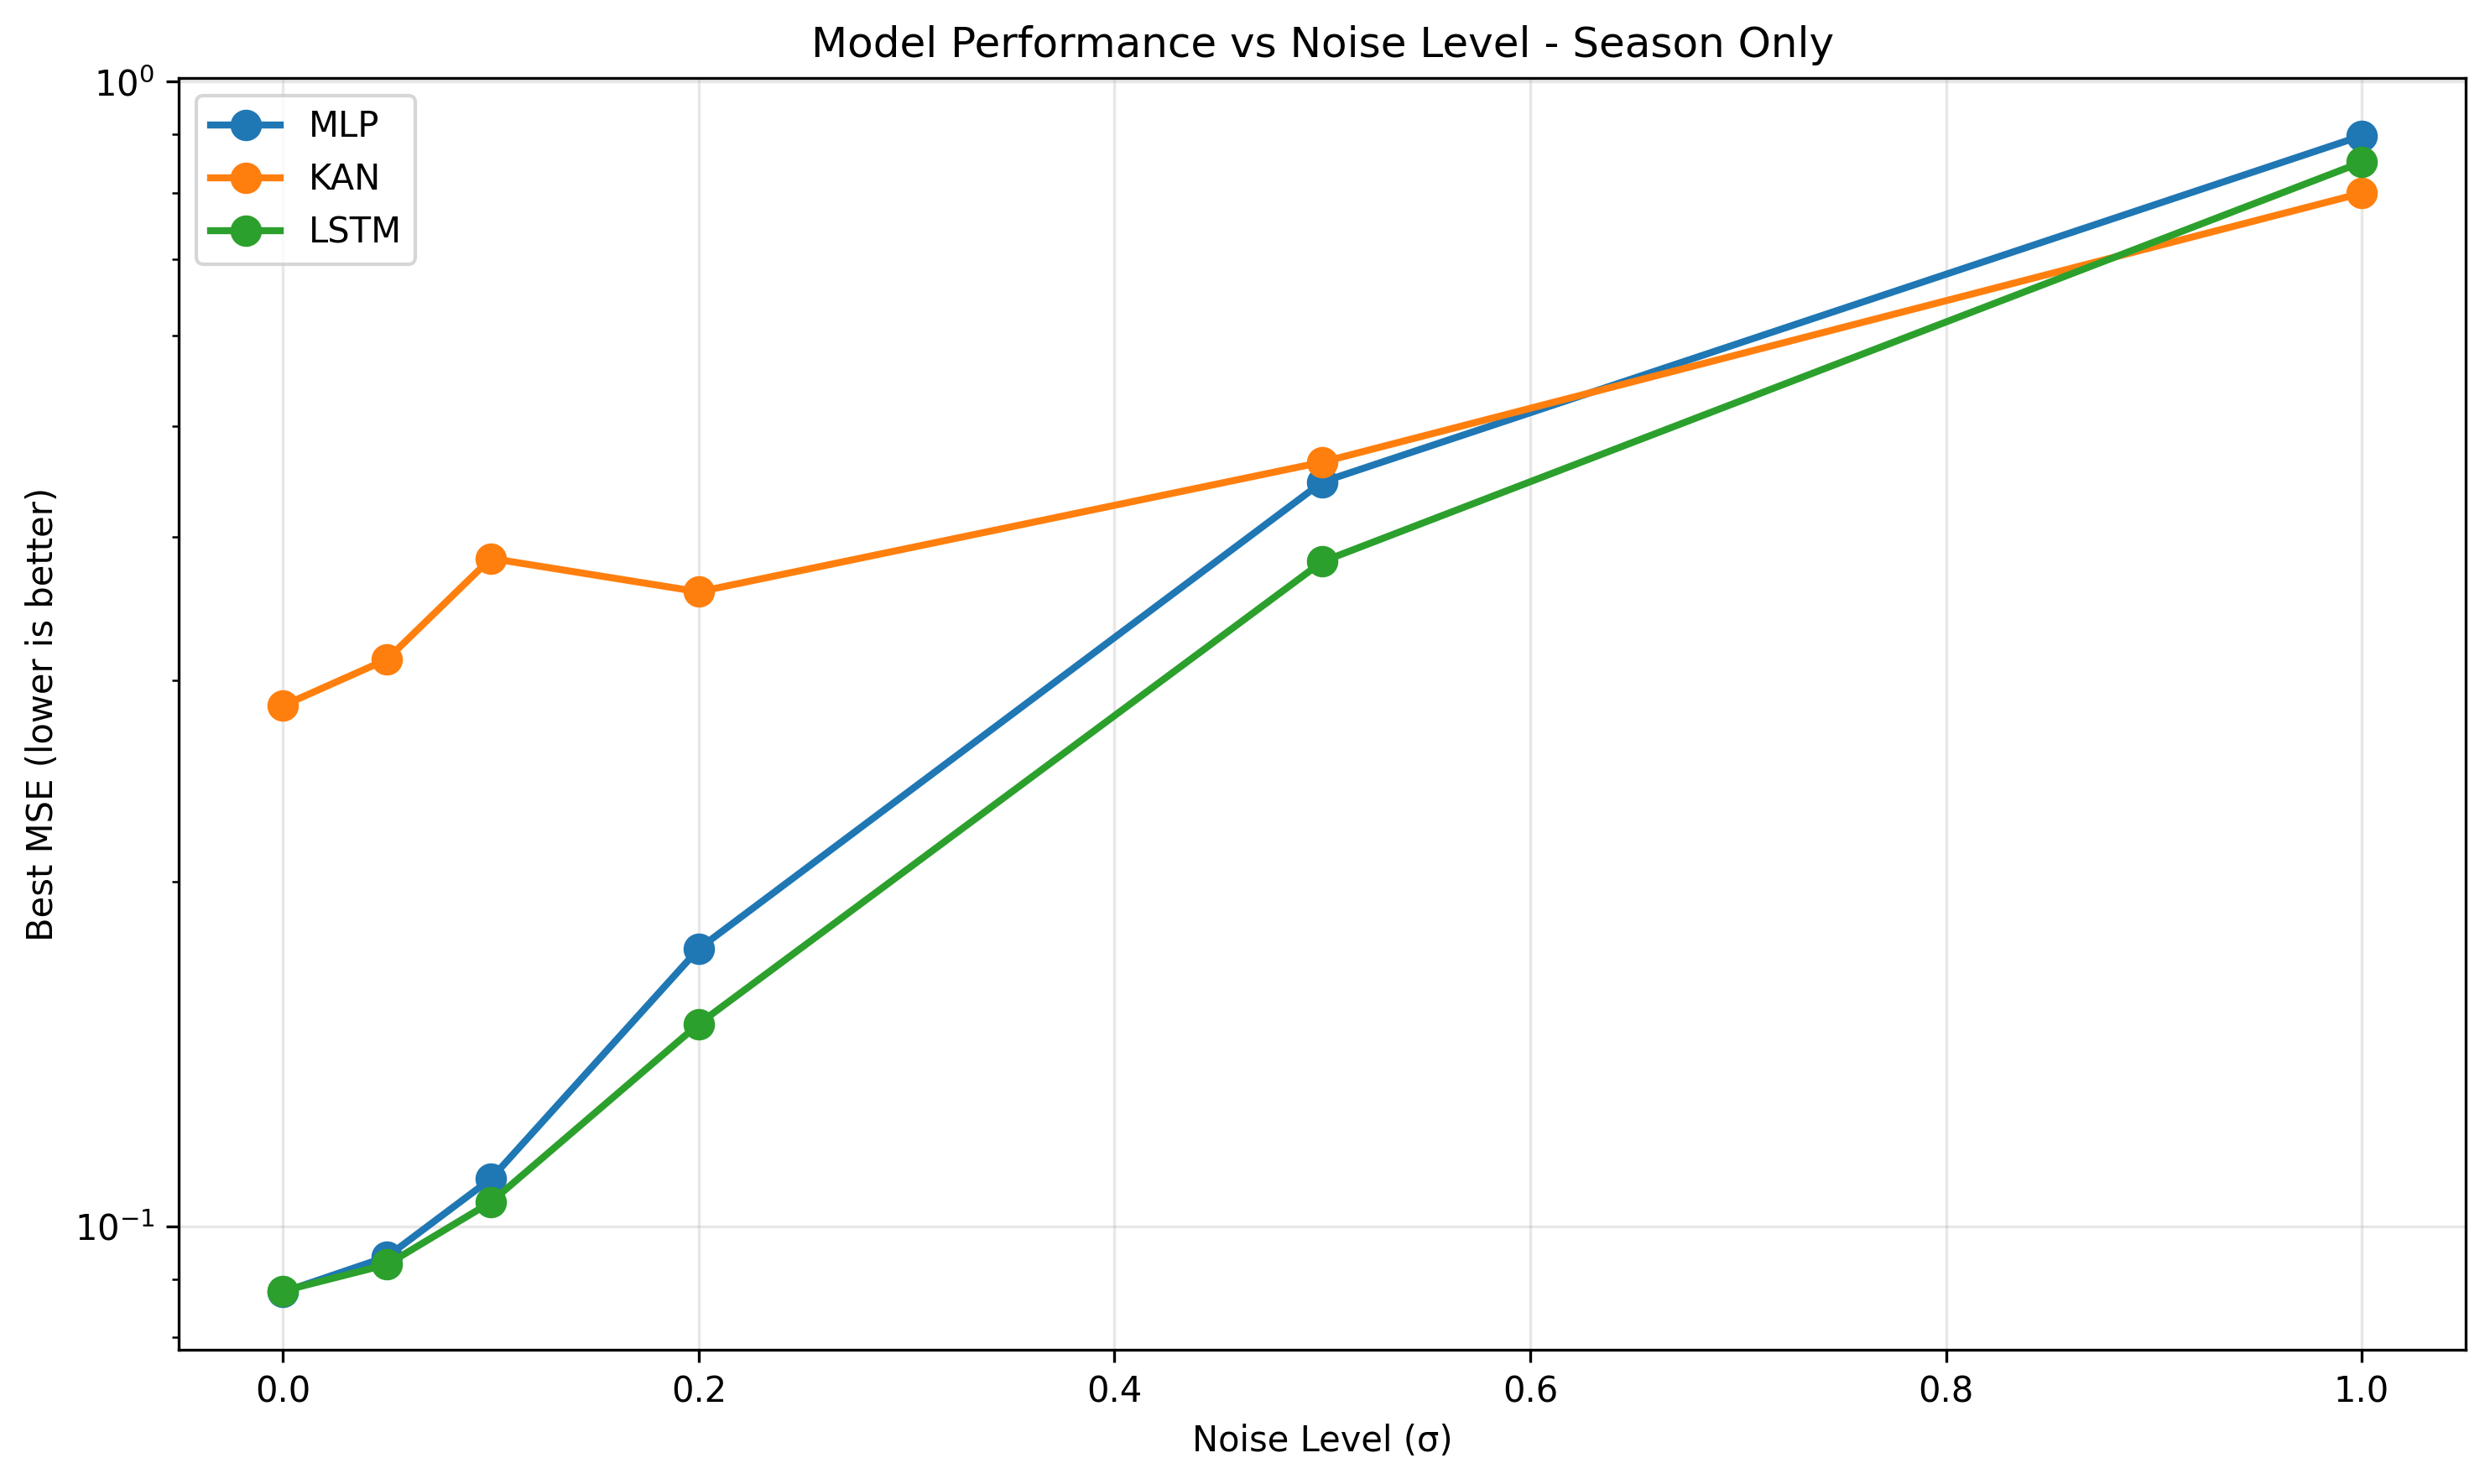 Model Performance vs Noise Level - Season Only
10⁰
MLP
KAN
LSTM
Best MSE (lower is better)
10⁻¹
0.0 0.2 0.4 0.6 0.8 1.0
Noise Level (σ)